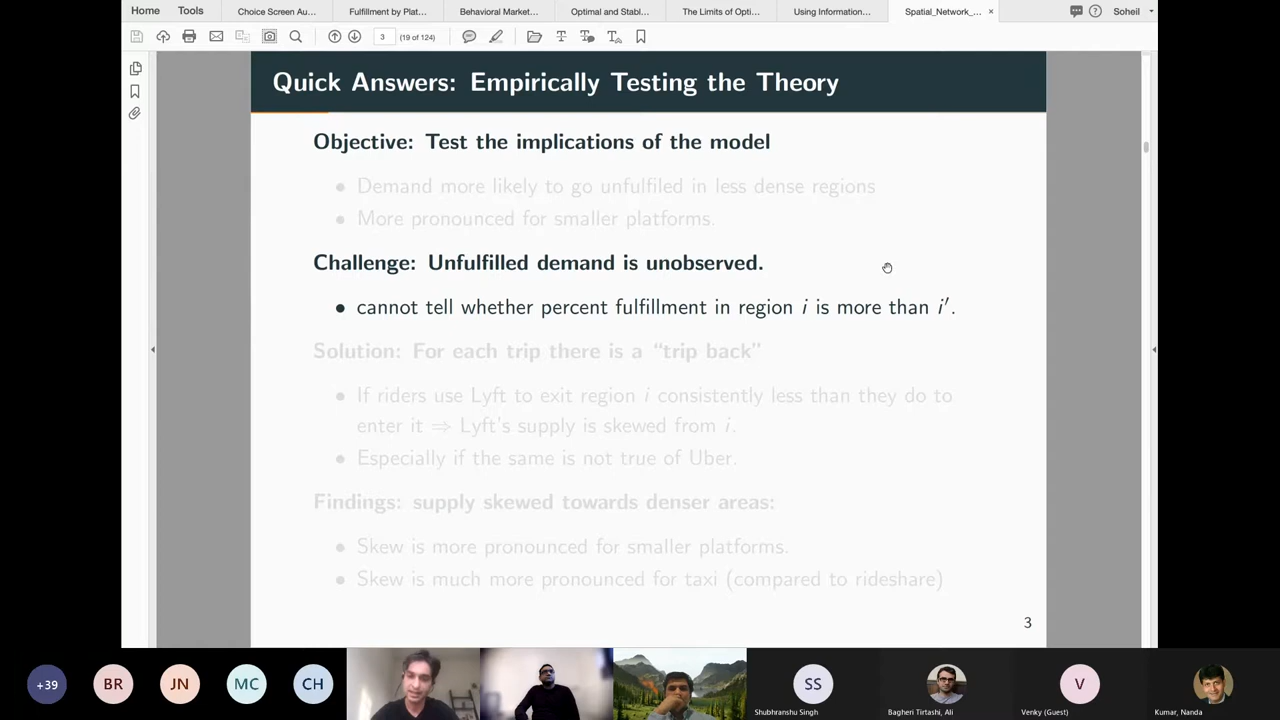 Home Tools Choice Screen Au... Fulfillment by Plat... Behavioral Market... Optimal and Stabl... The Limits of Opti... Using Information... Spatial_Network_... × ? Soheil
3 (19 of 124)
Quick Answers: Empirically Testing the Theory
Objective: Test the implications of the model
• Demand more likely to go unfulfiled in less dense regions
• More pronounced for smaller platforms.
Challenge: Unfulfilled demand is unobserved.
• cannot tell whether percent fulfillment in region i is more than i′.
Solution: For each trip there is a “trip back”
• If riders use Lyft to exit region i consistently less than they do to
enter it ⇒ Lyft's supply is skewed from i.
• Especially if the same is not true of Uber.
Findings: supply skewed towards denser areas:
• Skew is more pronounced for smaller platforms.
• Skew is much more pronounced for taxi (compared to rideshare)
3
+39 BR JN MC CH SS V
Shubhranshu Singh Bagheri Tirtashi, Ali Venky (Guest) Kumar, Nanda